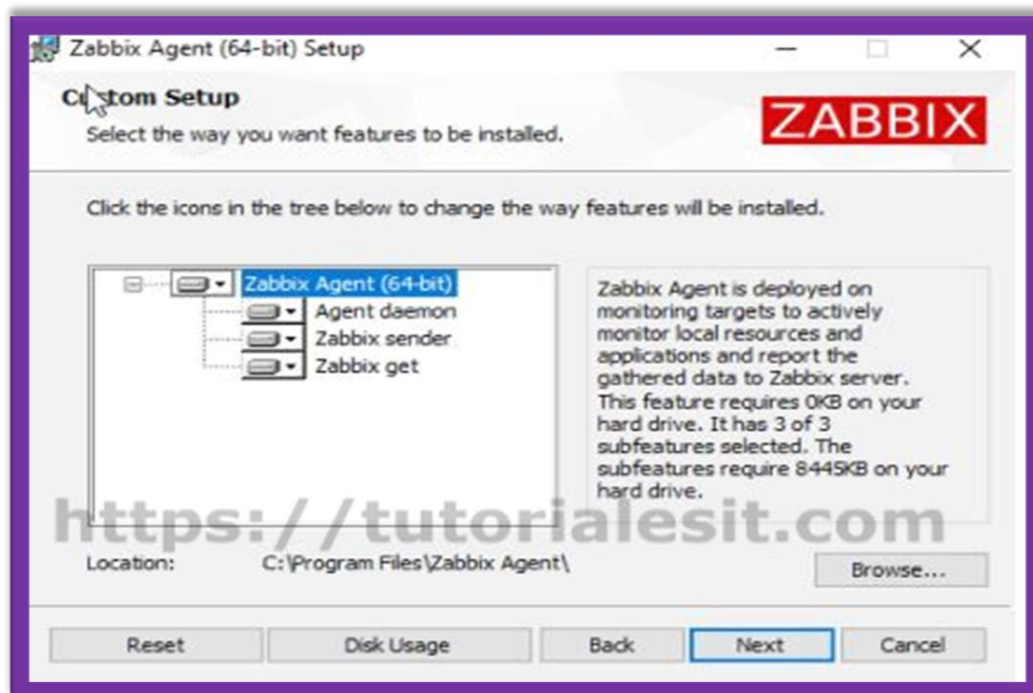 Zabbix Agent (64-bit) Setup
Custom Setup
Select the way you want features to be installed.
ZABBIX
Click the icons in the tree below to change the way features will be installed.
Zabbix Agent (64-bit)
Agent daemon
Zabbix sender
Zabbix get
Zabbix Agent is deployed on
monitoring targets to actively
monitor local resources and
applications and report the
gathered data to Zabbix server.
This feature requires 0KB on your
hard drive. It has 3 of 3
subfeatures selected. The
subfeatures require 8445KB on your
hard drive.
https://tutorialesit.com
Location: C:\Program Files\Zabbix Agent\
Browse...
Reset Disk Usage Back Next Cancel